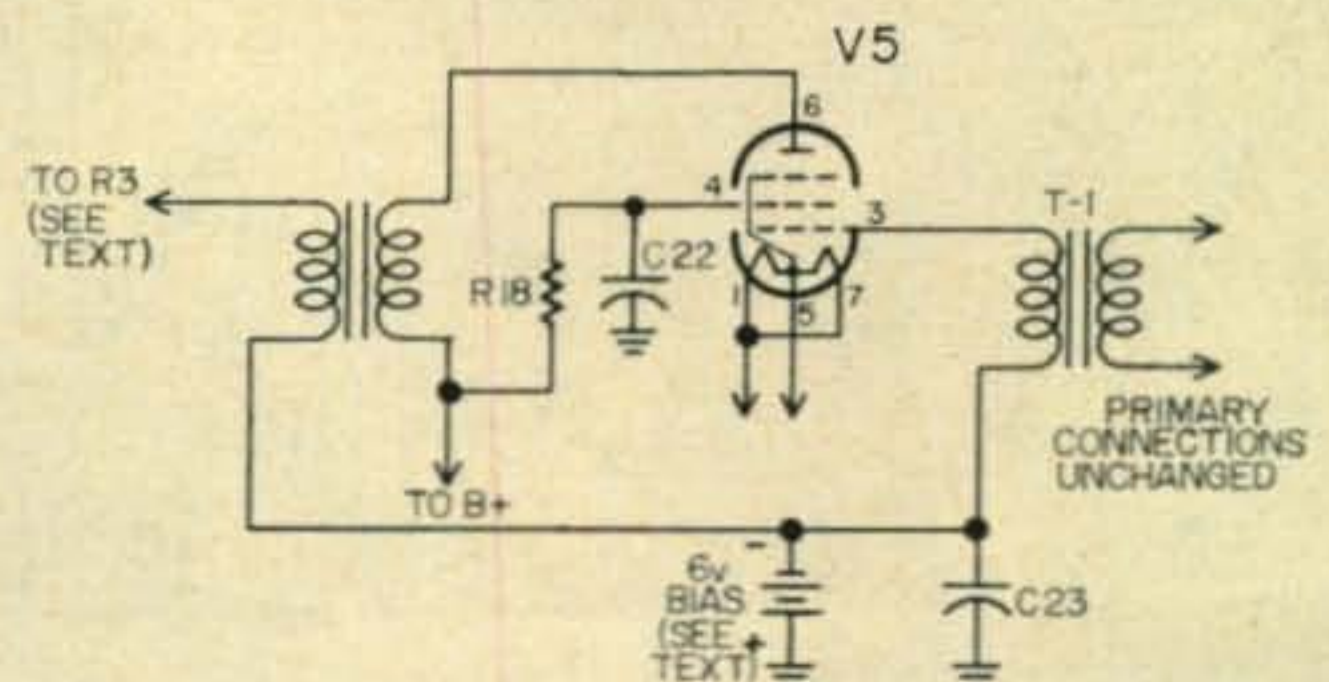 V5
6
TO R3
(SEE
TEXT)
4
3
T-1
R18
C22
1
5
7
PRIMARY
CONNECTIONS
UNCHANGED
TO B+
-
6v
BIAS
(SEE +
TEXT)
C23